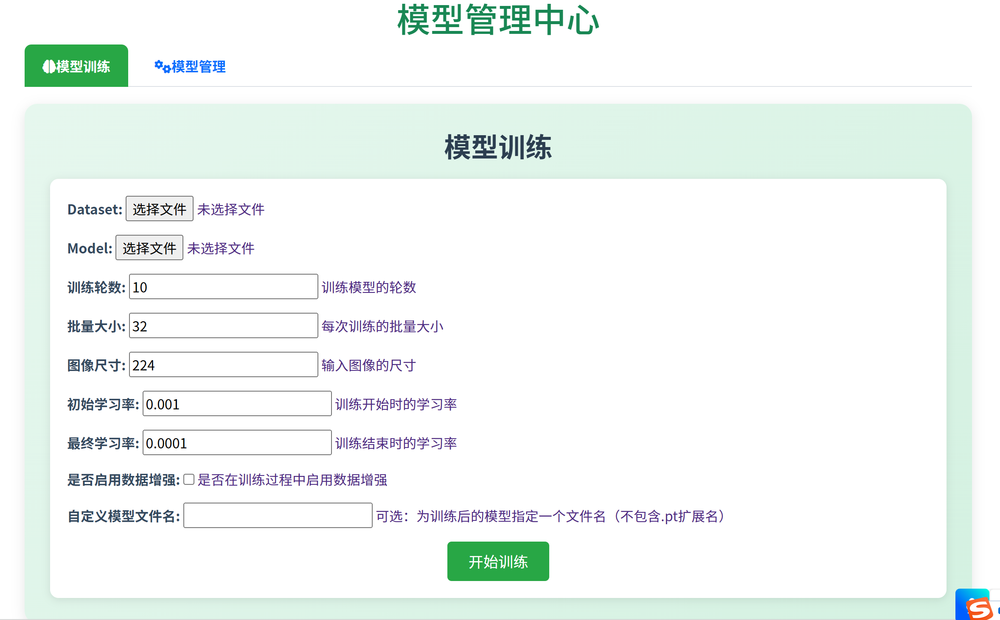 模型管理中心
模型训练
模型管理
模型训练
Dataset: 选择文件 未选择文件
Model: 选择文件 未选择文件
训练轮数: 10 训练模型的轮数
批量大小: 32 每次训练的批量大小
图像尺寸: 224 输入图像的尺寸
初始学习率: 0.001 训练开始时的学习率
最终学习率: 0.0001 训练结束时的学习率
是否启用数据增强: 是否在训练过程中启用数据增强
自定义模型文件名: 可选：为训练后的模型指定一个文件名（不包含.pt扩展名）
开始训练
S